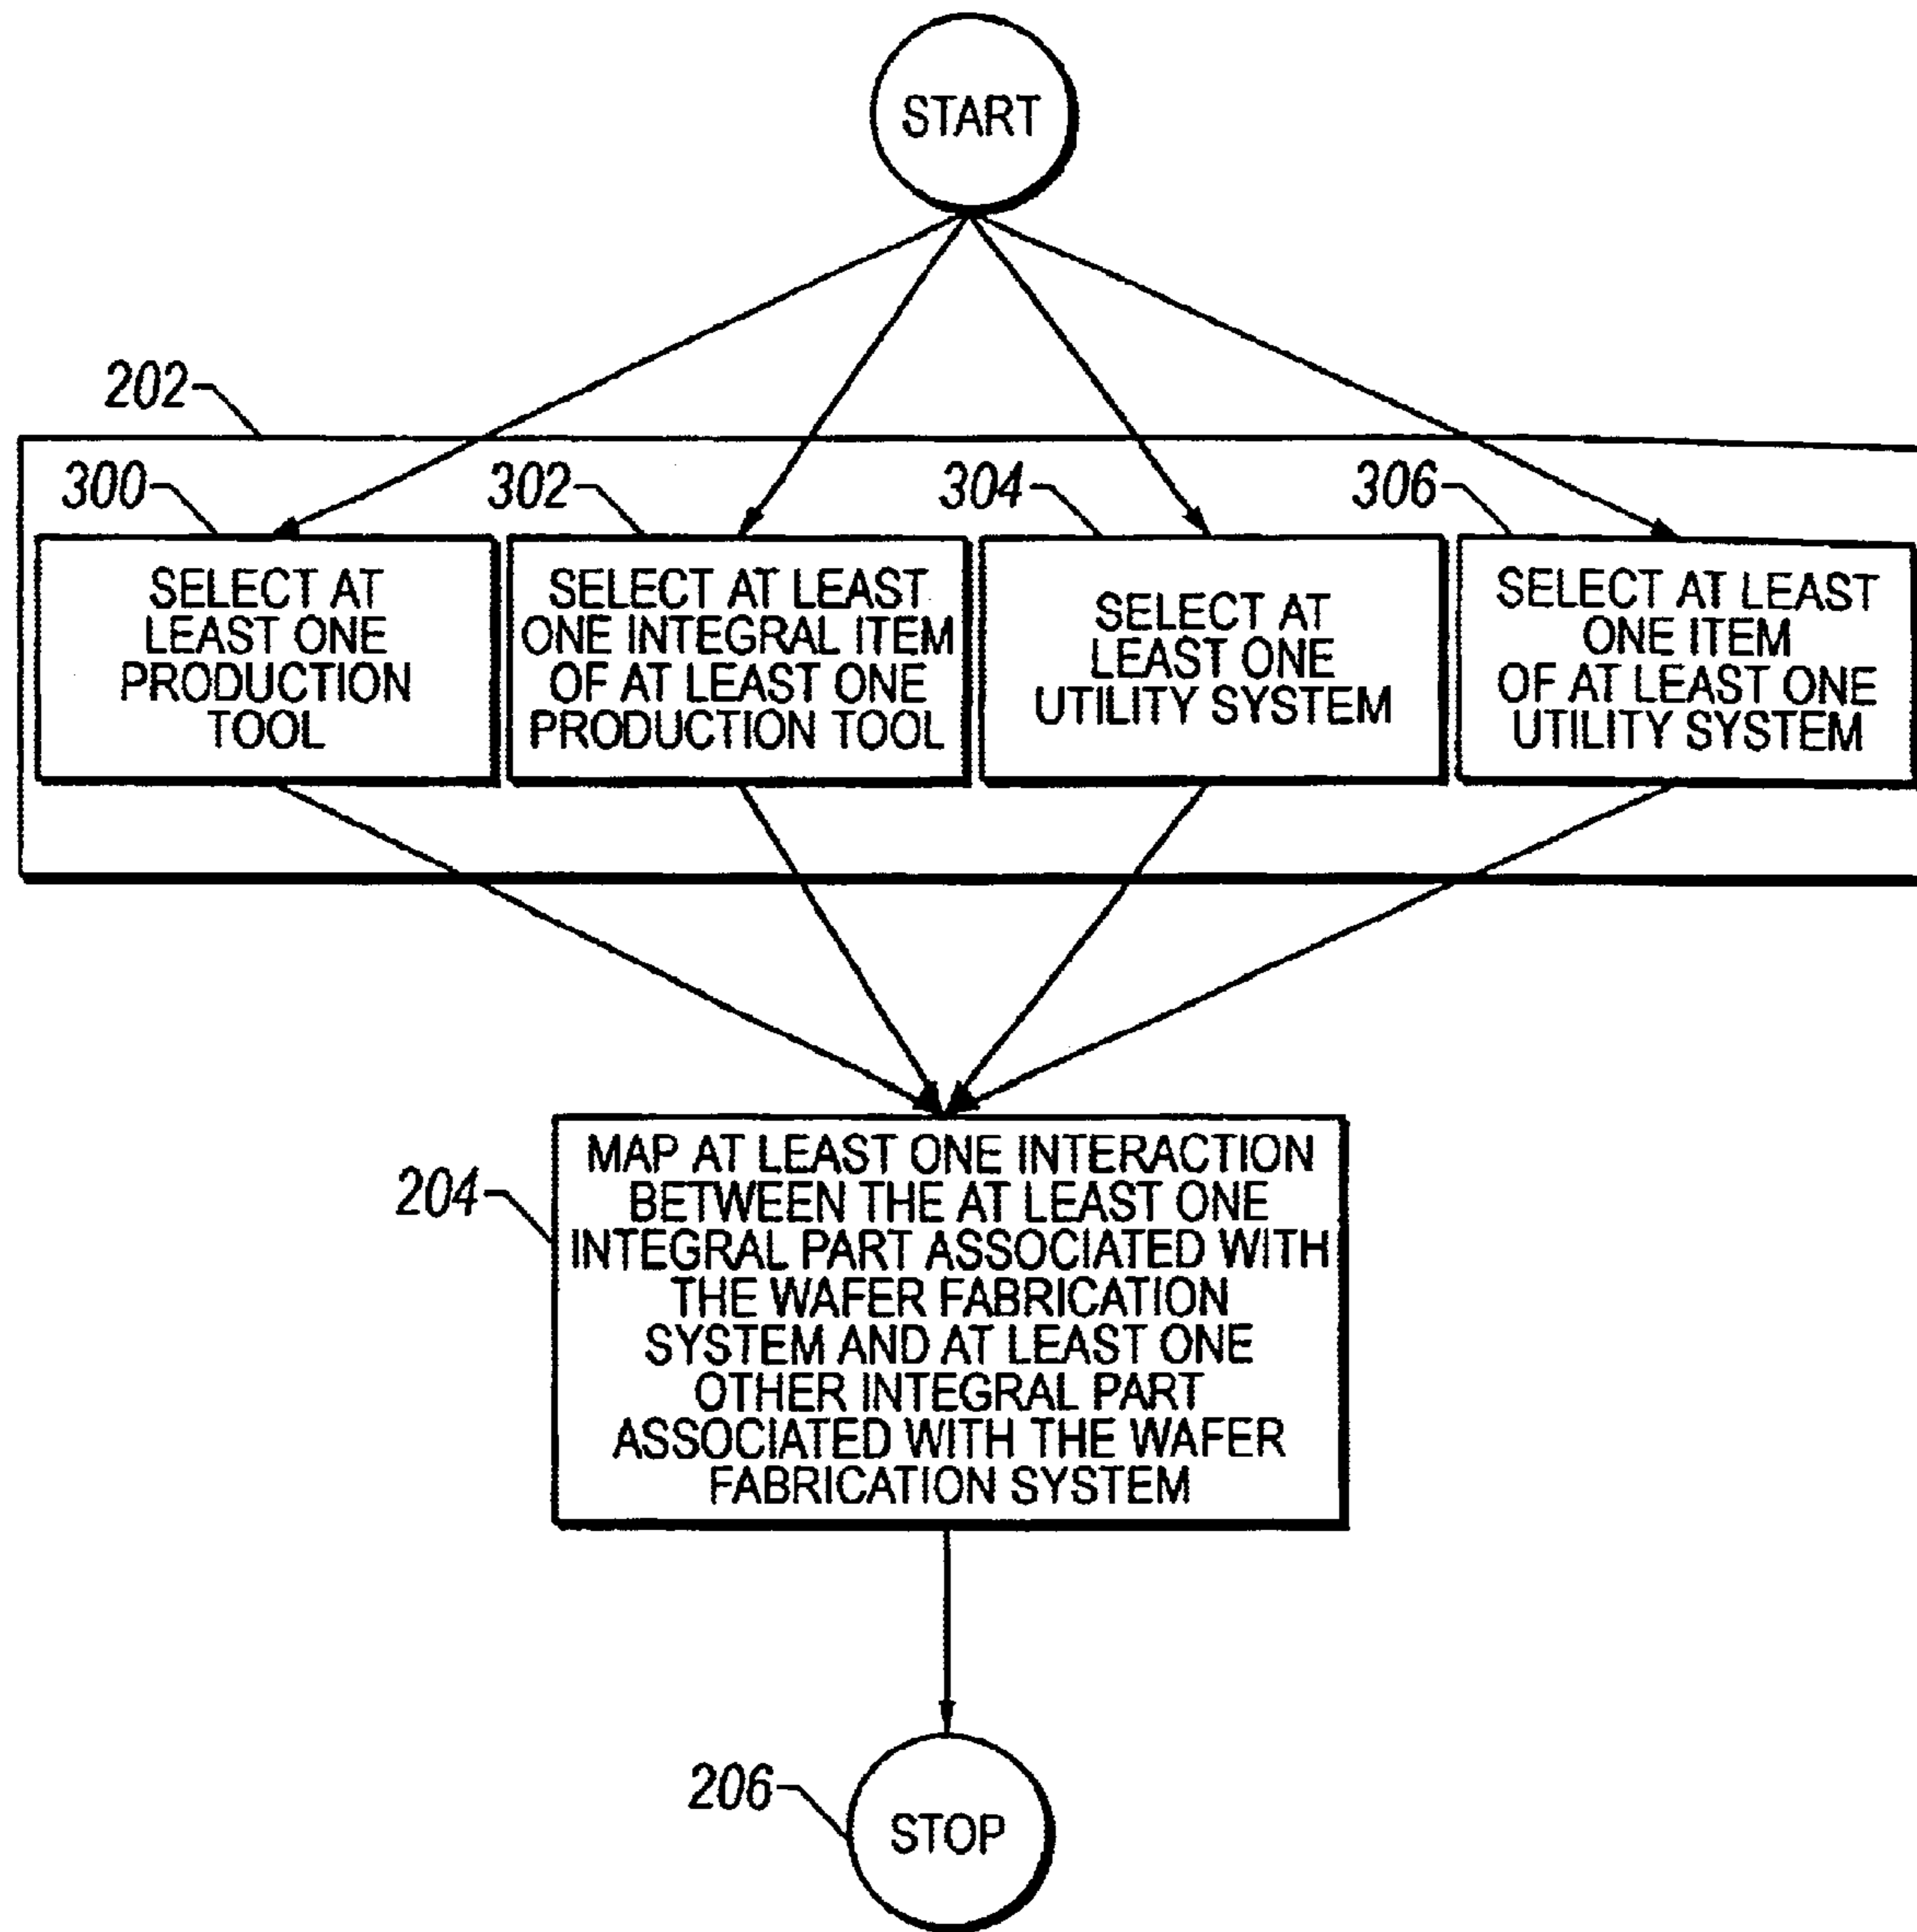 START
202
300
302
304
306
SELECT AT
LEAST ONE
PRODUCTION
TOOL
SELECT AT LEAST
ONE INTEGRAL ITEM
OF AT LEAST ONE
PRODUCTION TOOL
SELECT AT
LEAST ONE
UTILITY SYSTEM
SELECT AT LEAST
ONE ITEM
OF AT LEAST ONE
UTILITY SYSTEM
204
MAP AT LEAST ONE INTERACTION
BETWEEN THE AT LEAST ONE
INTEGRAL PART ASSOCIATED WITH
THE WAFER FABRICATION
SYSTEM AND AT LEAST ONE
OTHER INTEGRAL PART
ASSOCIATED WITH THE WAFER
FABRICATION SYSTEM
206
STOP